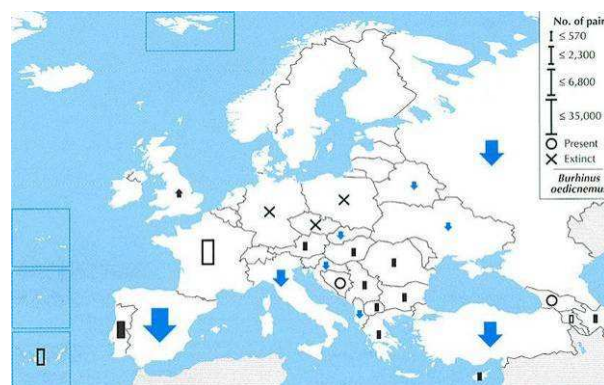 No. of pair
≤ 570
≤ 2,300
≤ 6,800
≤ 35,000
Present
Extinct
Burhinus
oedicnemu